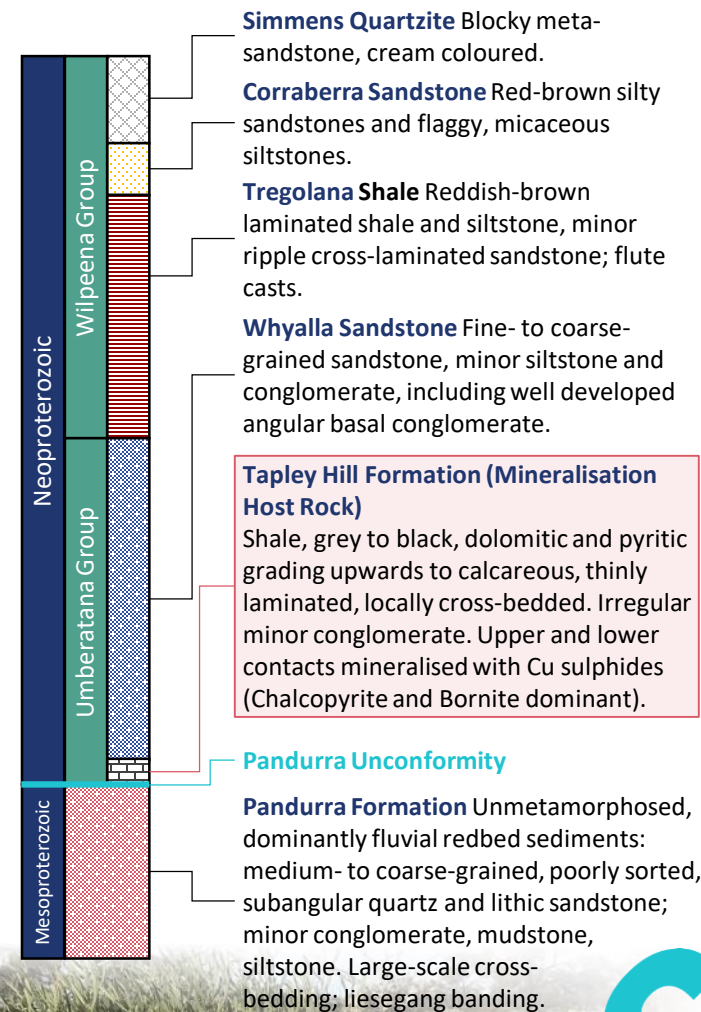 Simmens Quartzite Blocky meta-
sandstone, cream coloured.
Corraberra Sandstone Red-brown silty
sandstones and flaggy, micaceous
siltstones.
Tregolana Shale Reddish-brown
laminated shale and siltstone, minor
ripple cross-laminated sandstone; flute
casts.
Whyalla Sandstone Fine- to coarse-
grained sandstone, minor siltstone and
conglomerate, including well developed
angular basal conglomerate.
Tapley Hill Formation (Mineralisation
Host Rock)
Shale, grey to black, dolomitic and pyritic
grading upwards to calcareous, thinly
laminated, locally cross-bedded. Irregular
minor conglomerate. Upper and lower
contacts mineralised with Cu sulphides
(Chalcopyrite and Bornite dominant).
Pandurra Unconformity
Pandurra Formation Unmetamorphosed,
dominantly fluvial redbed sediments:
medium- to coarse-grained, poorly sorted,
subangular quartz and lithic sandstone;
minor conglomerate, mudstone,
siltstone. Large-scale cross-
bedding; liesegang banding.
Neoproterozoic
Mesoproterozoic
Wilpeena Group
Umberatana Group